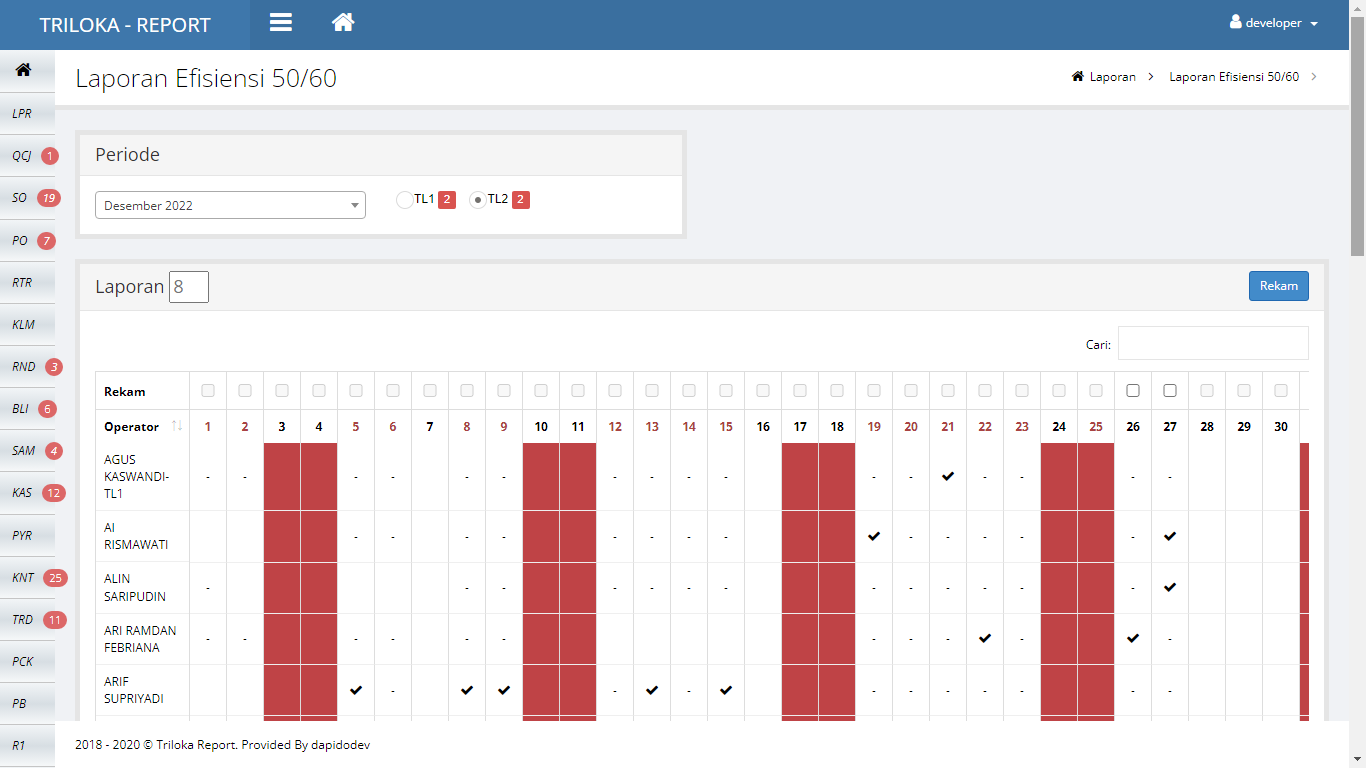 TRILOKA - REPORT
developer
Laporan Efisiensi 50/60
Laporan
Laporan Efisiensi 50/60
LPR
QCJ 1
SO 19
PO 7
RTR
KLM
RND 3
BLI 6
SAM 4
KAS 12
PYR
KNT 25
TRD 11
PCK
PB
R1
Periode
Desember 2022
TL1 2
TL2 2
Laporan 8
Rekam
Cari:
Rekam
Operator 1 2 3 4 5 6 7 8 9 10 11 12 13 14 15 16 17 18 19 20 21 22 23 24 25 26 27 28 29 30
AGUS
KASWANDI- - - - - - - - - - - - - ✔ - - - -
TL1
AI
RISMAWATI - - - - - - - - ✔ - - - - - ✔
ALIN
SARIPUDIN - - - - - - - - - - - - - - ✔
ARI RAMDAN
FEBRIANA - - - - - - - - - ✔ - ✔ -
ARIF
SUPRIYADI ✔ - ✔ ✔ - ✔ - ✔ - - - - - - -
2018 - 2020 © Triloka Report. Provided By dapidodev